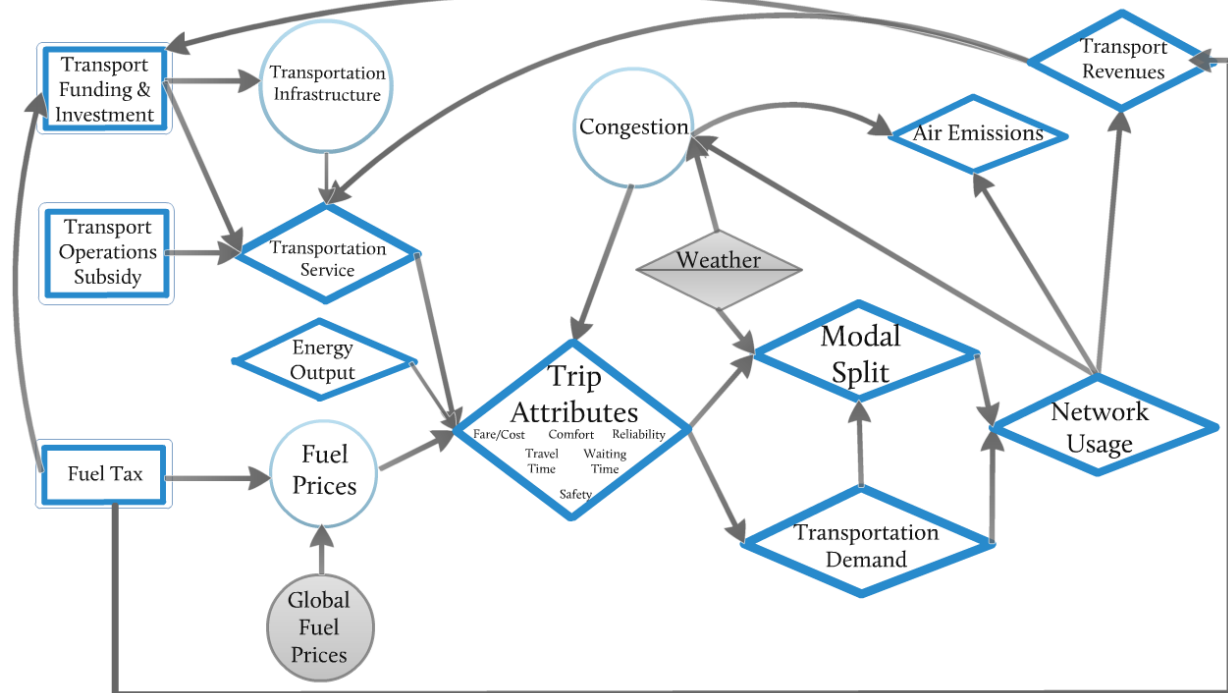 Transport
Funding &
Investment
Transportation
Infrastructure
Congestion
Air Emissions
Transport
Revenues
Transport
Operations
Subsidy
Transportation
Service
Weather
Energy
Output
Modal
Split
Trip
Attributes
Fare/Cost Comfort Reliability
Travel Waiting
Time Time
Safety
Network
Usage
Fuel Tax
Fuel
Prices
Transportation
Demand
Global
Fuel
Prices